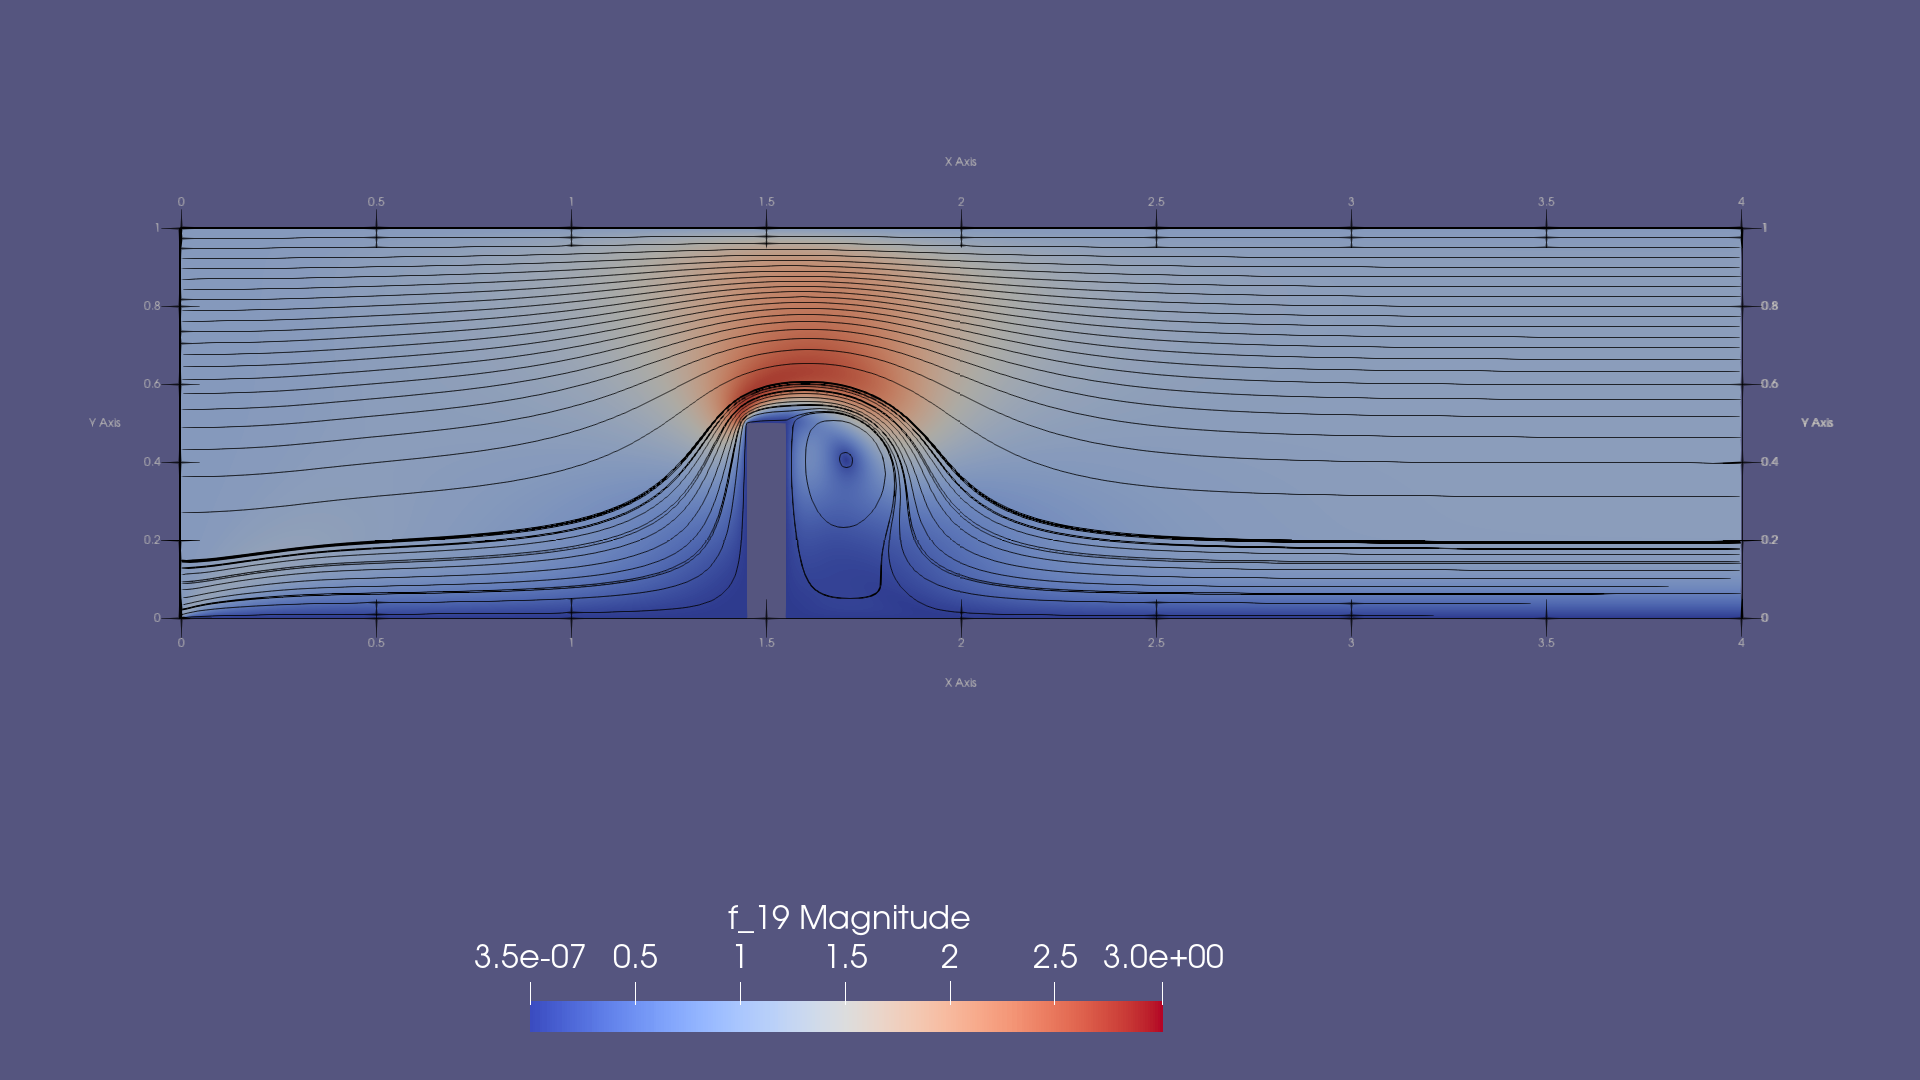 X Axis
0 0.5 1 1.5 2 2.5 3 3.5 4
1 1
0.8 0.8
0.6 0.6
Y Axis Y Axis
0.4 0.4
0.2 0.2
0 0
0 0.5 1 1.5 2 2.5 3 3.5 4
X Axis
f_19 Magnitude
3.5e-07 0.5 1 1.5 2 2.5 3.0e+00